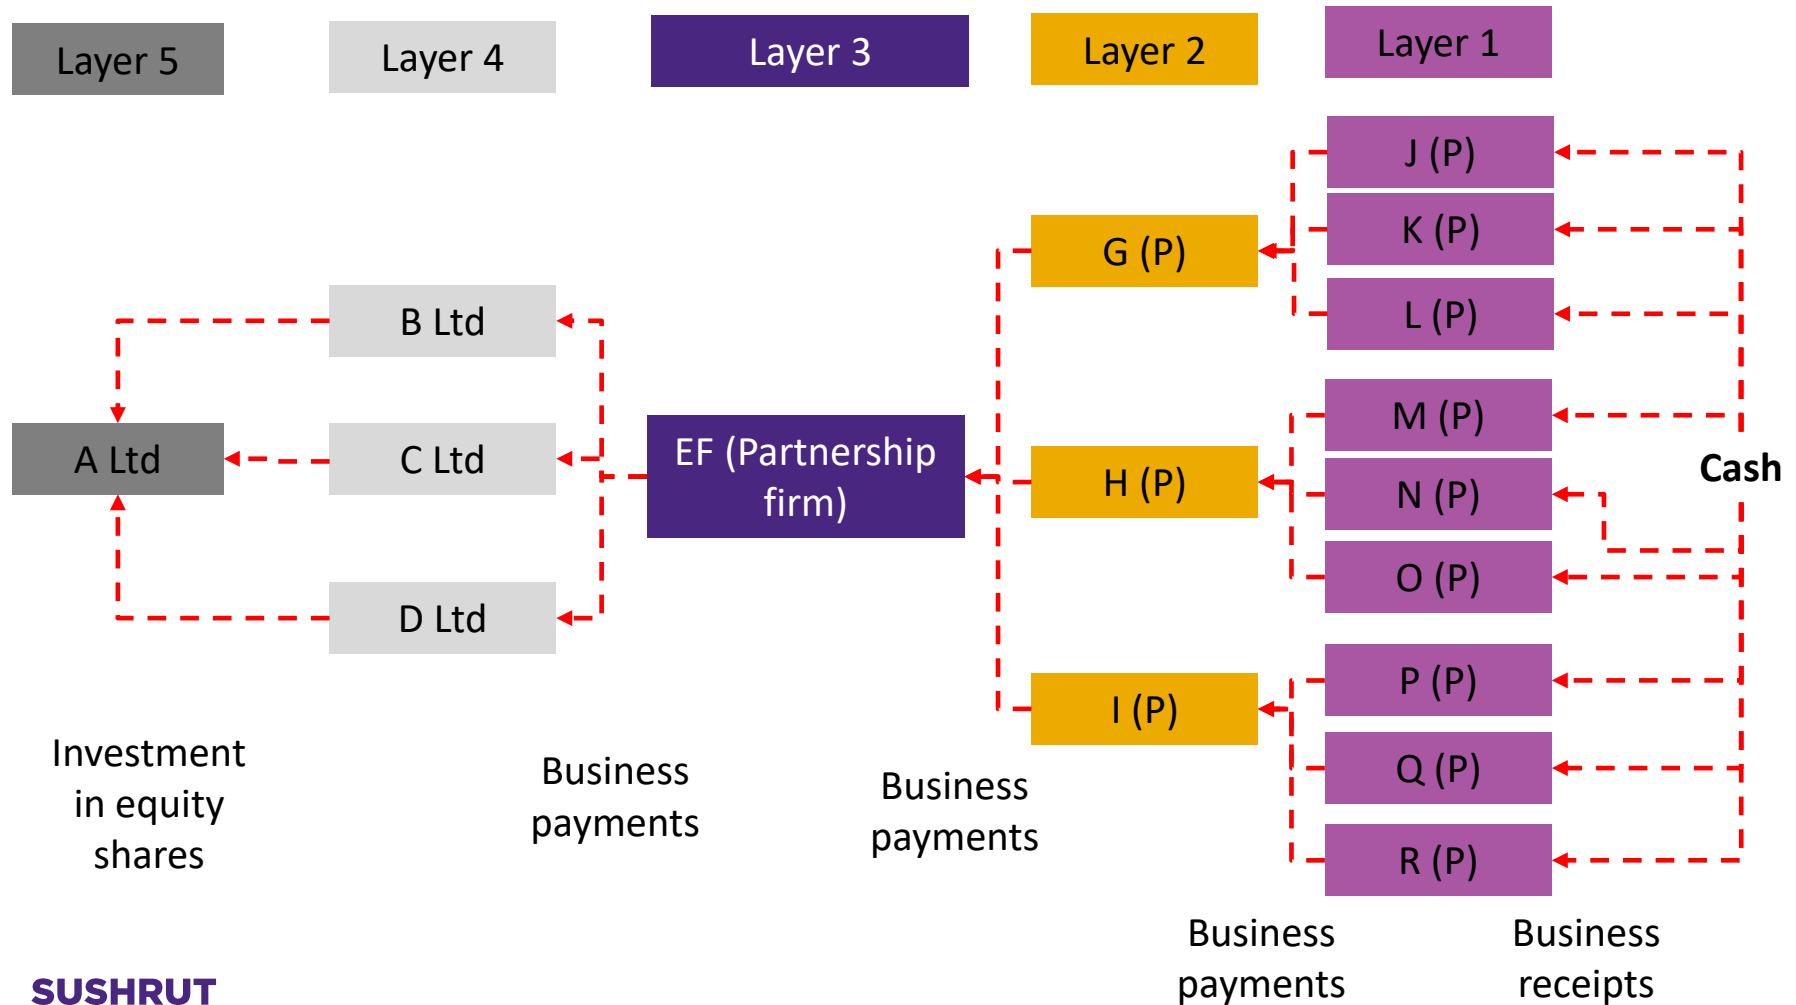 Layer 5
Layer 4
Layer 3
Layer 2
Layer 1
J (P)
K (P)
G (P)
L (P)
B Ltd
M (P)
A Ltd
C Ltd
EF (Partnership
firm)
H (P)
N (P)
Cash
O (P)
D Ltd
P (P)
I (P)
Q (P)
R (P)
Investment
in equity
shares
Business
payments
Business
payments
Business
payments
Business
receipts
SUSHRUT